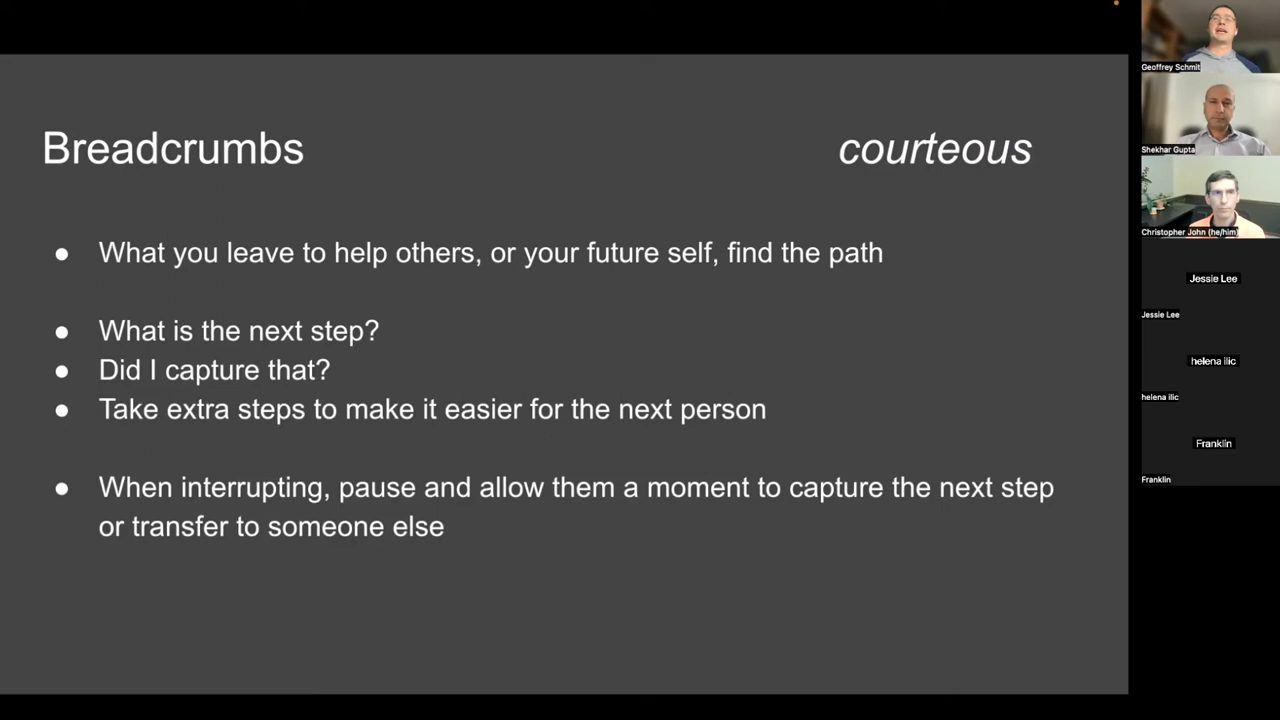 Breadcrumbs courteous
● What you leave to help others, or your future self, find the path
● What is the next step?
● Did I capture that?
● Take extra steps to make it easier for the next person
● When interrupting, pause and allow them a moment to capture the next step
or transfer to someone else
Geoffrey Schmit
Shekhar Gupta
Christopher John (he/him)
Jessie Lee
Jessie Lee
helena ilic
helena ilic
Franklin
Franklin